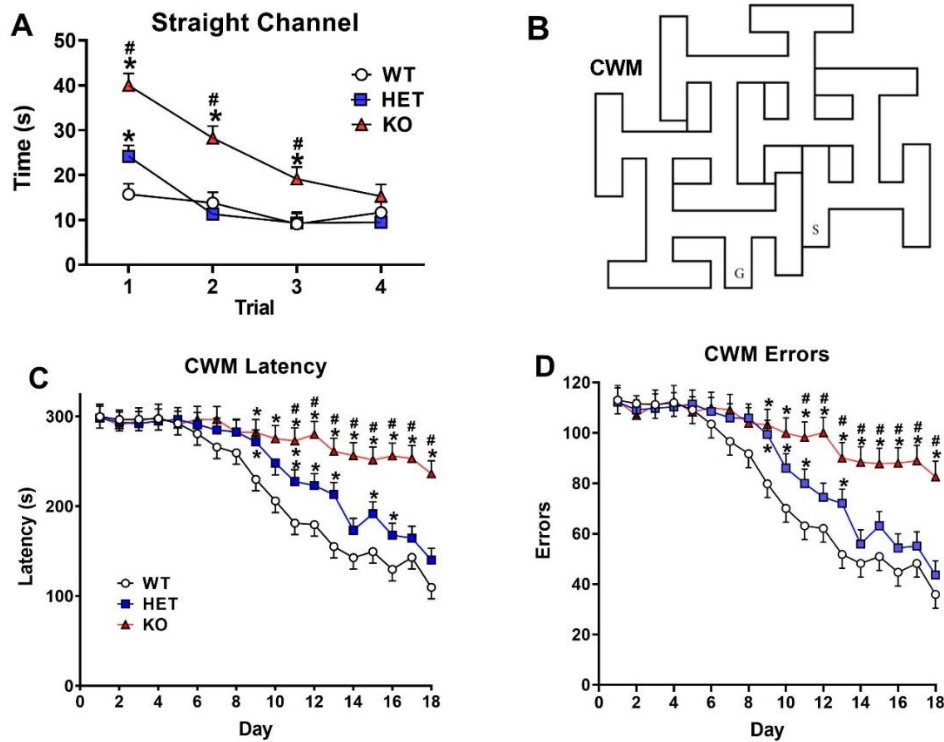 A
Straight Channel
50
40
30
20
10
0
Time (s)
#
*
*
#
*
#
*
WT
HET
KO
1 2 3 4
Trial
B
CWM
S
G
C
CWM Latency
300
200
100
0
Latency (s)
* * # # # # # # # #
* * * * * * * *
* * * * * *
WT
HET
KO
0 2 4 6 8 10 12 14 16 18
Day
D
CWM Errors
120
100
80
60
40
20
0
Errors
* * # # # # # # # #
* * * * * * * *
* * * *
0 2 4 6 8 10 12 14 16 18
Day